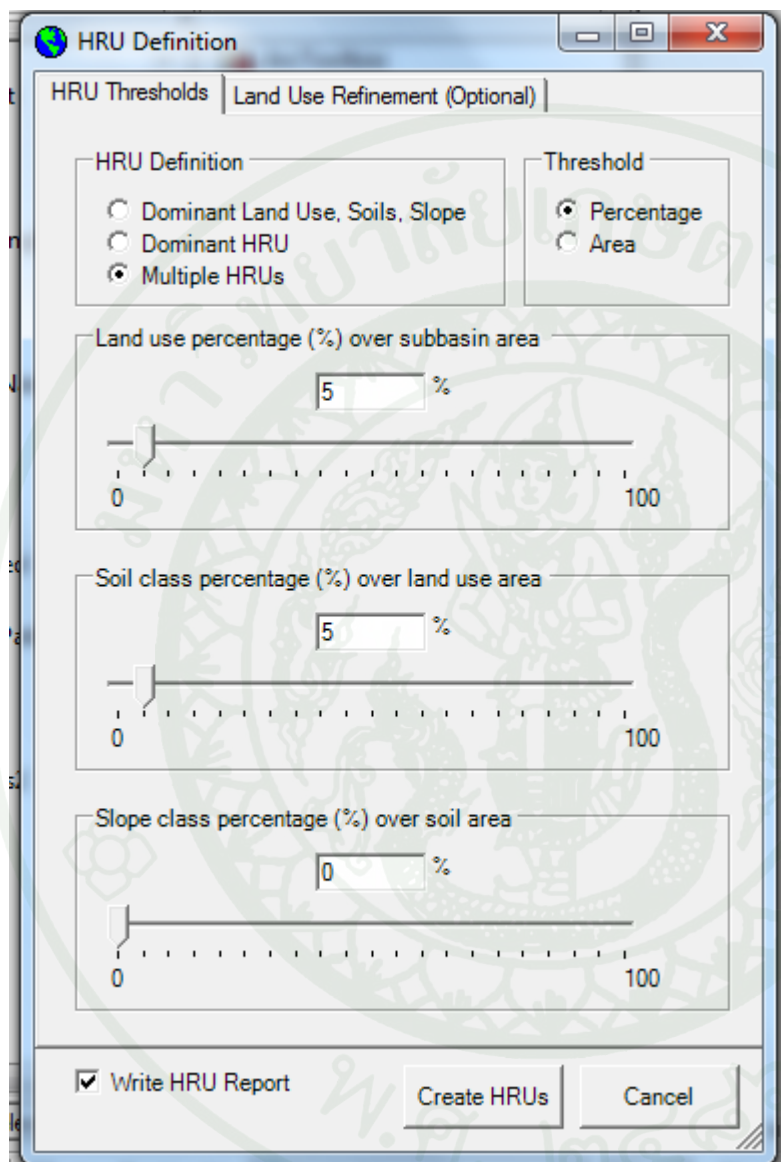 HRU Definition
HRU Thresholds
Land Use Refinement (Optional)
HRU Definition
Dominant Land Use, Soils, Slope
Dominant HRU
Multiple HRUs
Threshold
Percentage
Area
Land use percentage (%) over subbasin area
5 %
0 100
Soil class percentage (%) over land use area
5 %
0 100
Slope class percentage (%) over soil area
0 %
0 100
Write HRU Report
Create HRUs
Cancel